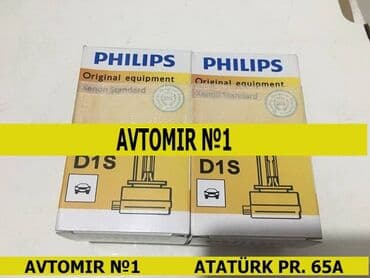 PHILIPS PHILIPS
Original equipment Original equipment
Xenon Standard Xenon Standard
AVTOMIR №1
D1S D1S
AVTOMIR №1 ATATÜRK PR. 65A